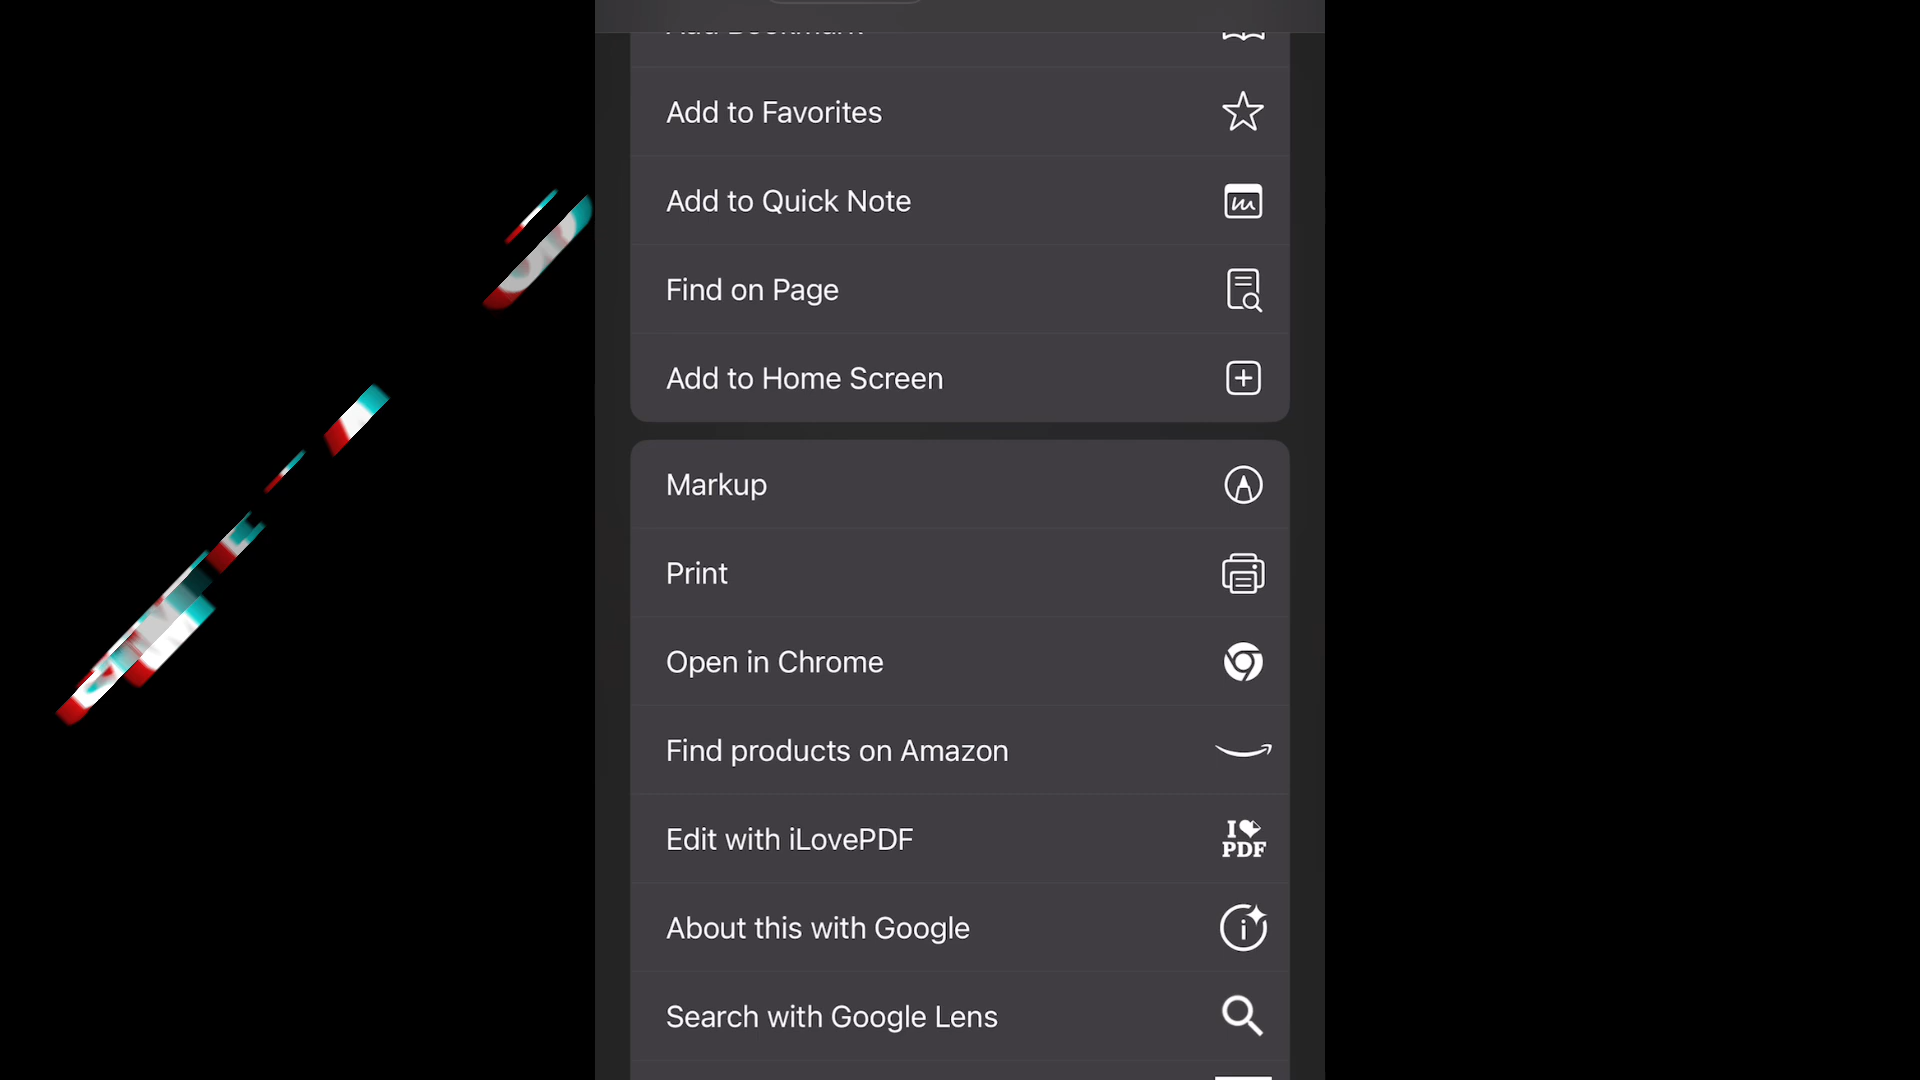 Add to Favorites
Add to Quick Note
Find on Page
Add to Home Screen
Markup
Print
Open in Chrome
Find products on Amazon
Edit with iLovePDF
I
PDF
About this with Google
Search with Google Lens